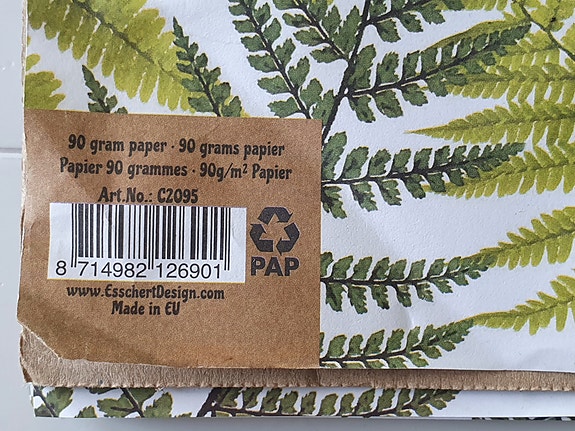 90 gram paper · 90 grams papier
Papier 90 grammes · 90g/m² Papier
Art.No.: C2095
8 714982 126901
PAP
www.EsschertDesign.com
Made in EU